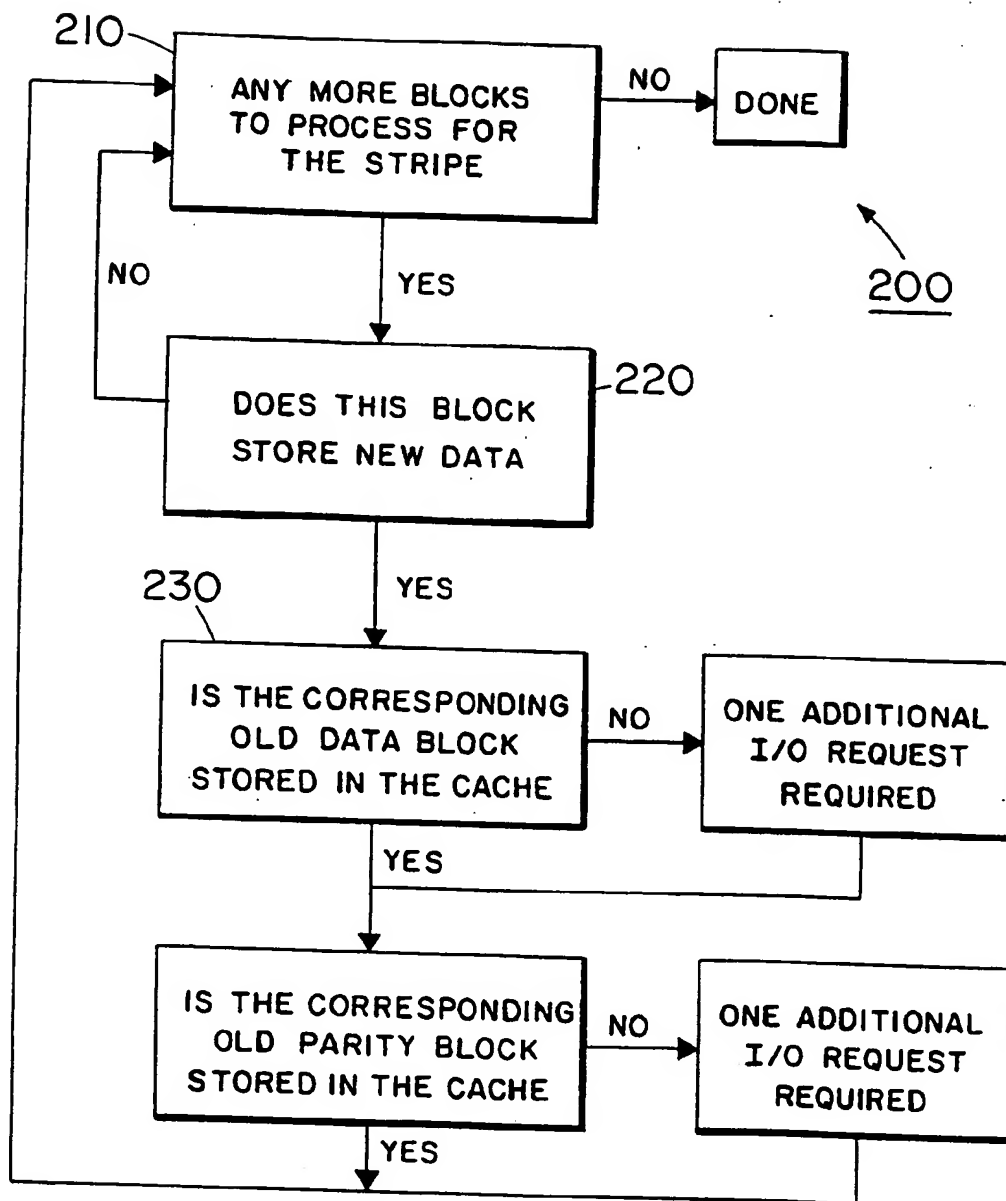 210
ANY MORE BLOCKS
TO PROCESS FOR
THE STRIPE
NO
DONE
200
NO
YES
220
DOES THIS BLOCK
STORE NEW DATA
YES
230
IS THE CORRESPONDING
OLD DATA BLOCK
STORED IN THE CACHE
NO
ONE ADDITIONAL
I/O REQUEST
REQUIRED
YES
IS THE CORRESPONDING
OLD PARITY BLOCK
STORED IN THE CACHE
NO
ONE ADDITIONAL
I/O REQUEST
REQUIRED
YES